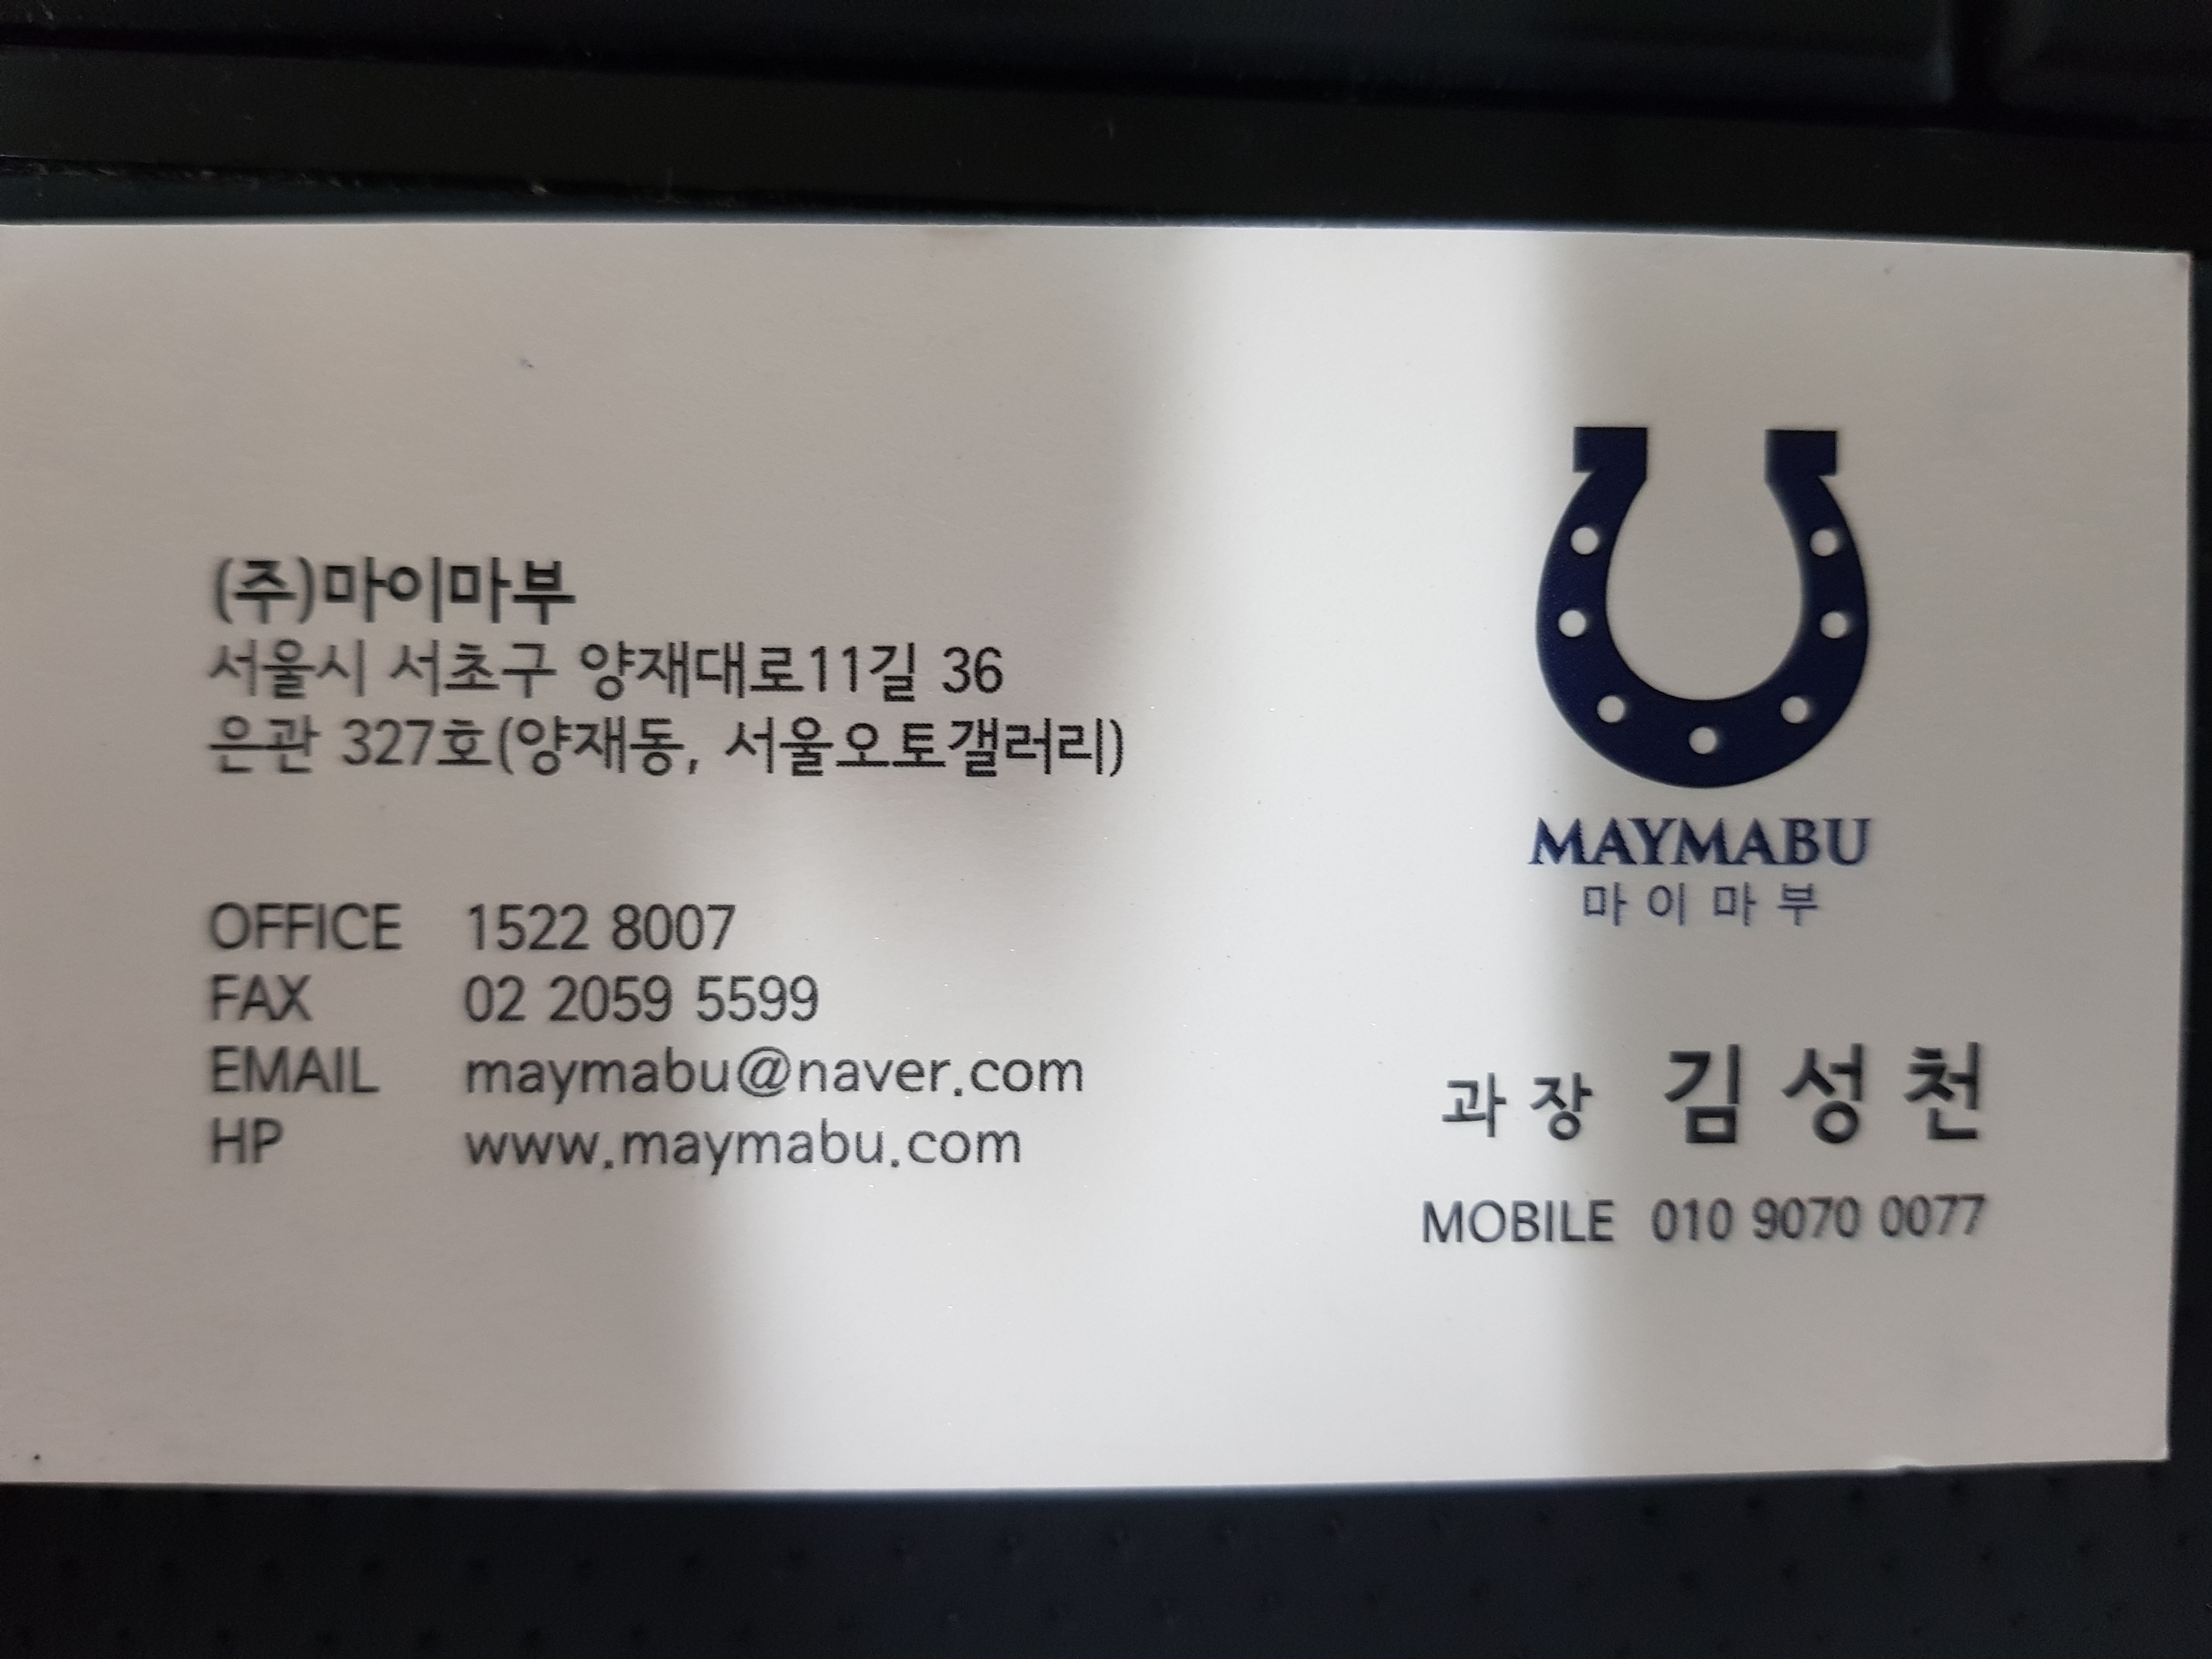 (주)마이마부
서울시 서초구 양재대로11길 36
은관 327호(양재동, 서울오토갤러리)
OFFICE 1522 8007
FAX 02 2059 5599
EMAIL maymabu@naver.com
HP www.maymabu.com
MAYMABU
마이마부
과장 김성천
MOBILE 010 9070 0077